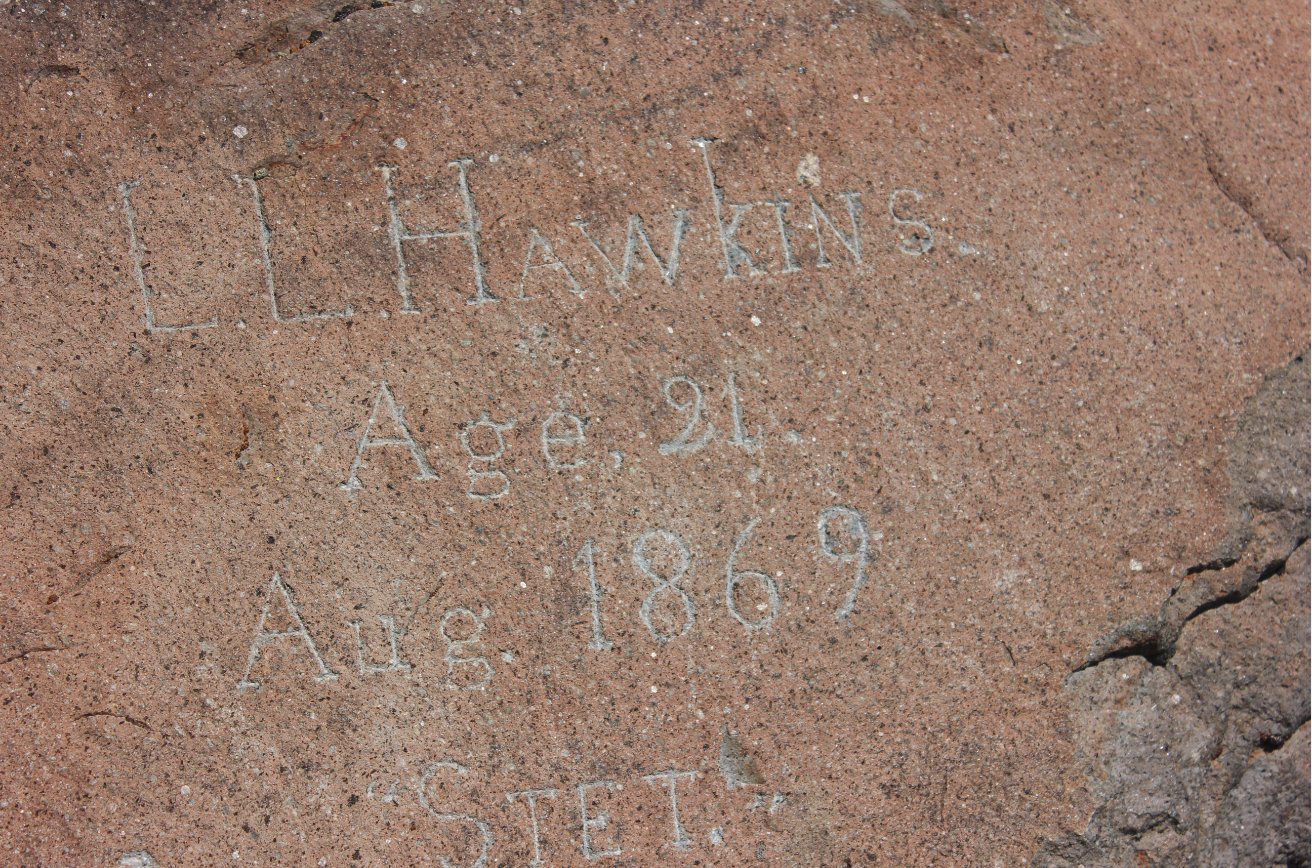 L.L.Hawkins.
Age, 21.
Aug. 1869
"STET."